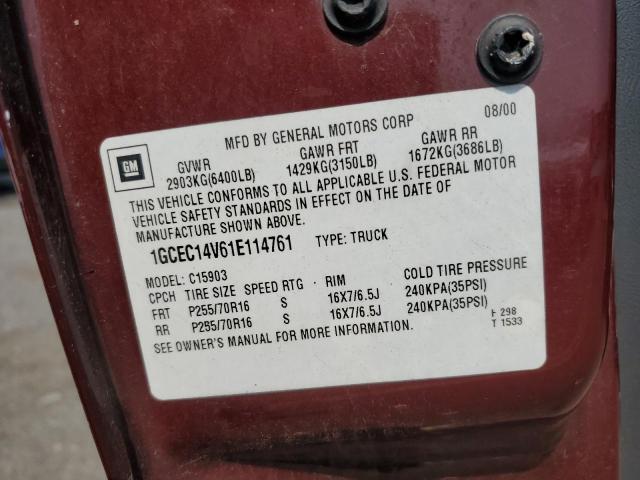 MFD BY GENERAL MOTORS CORP 08/00
GM
GVWR GAWR FRT GAWR RR
2903KG(6400LB) 1429KG(3150LB) 1672KG(3686LB)
THIS VEHICLE CONFORMS TO ALL APPLICABLE U.S. FEDERAL MOTOR
VEHICLE SAFETY STANDARDS IN EFFECT ON THE DATE OF
MANUFACTURE SHOWN ABOVE.
1GCEC14V61E114761 TYPE: TRUCK
MODEL: C15903
CPCH TIRE SIZE SPEED RTG RIM COLD TIRE PRESSURE
FRT P255/70R16 S 16X7/6.5J 240KPA(35PSI)
RR P255/70R16 S 16X7/6.5J 240KPA(35PSI)
SEE OWNER'S MANUAL FOR MORE INFORMATION.
F 298
T 1533